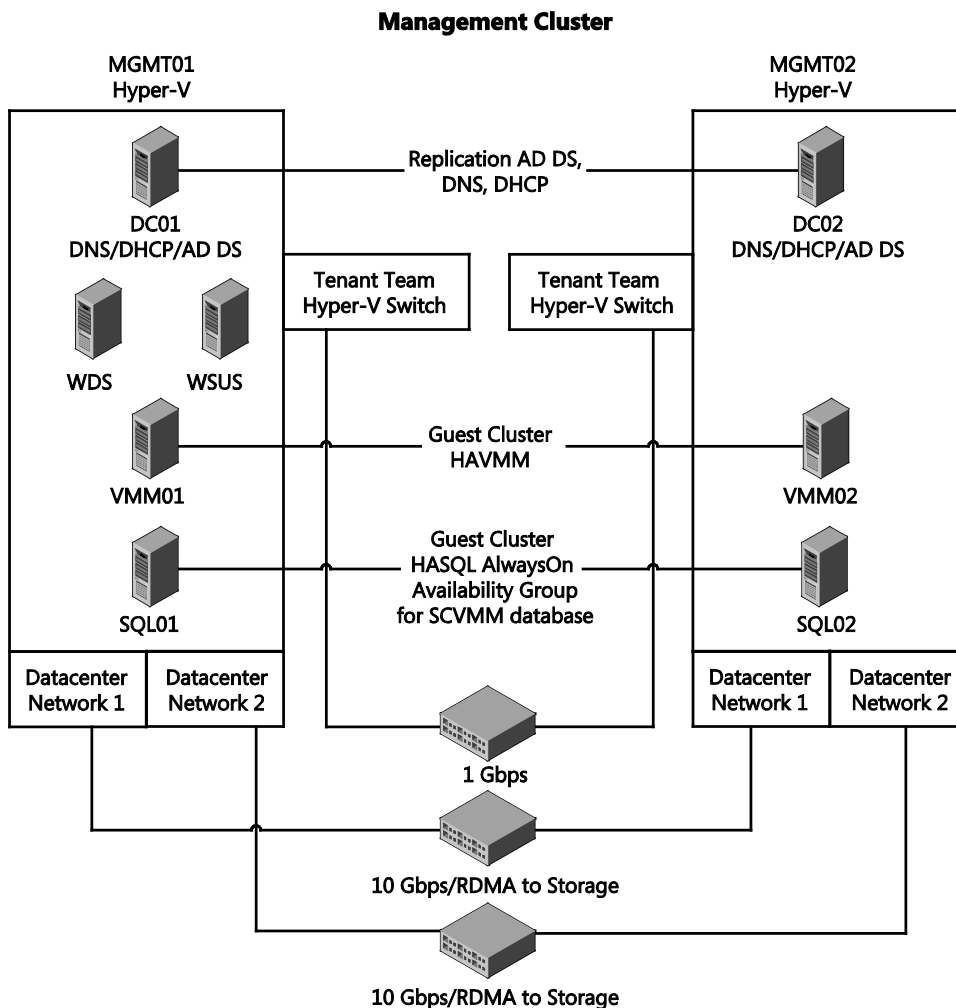 Management Cluster
MGMT01
Hyper-V
MGMT02
Hyper-V
Replication AD DS,
DNS, DHCP
DC01
DNS/DHCP/AD DS
DC02
DNS/DHCP/AD DS
Tenant Team
Hyper-V Switch
Tenant Team
Hyper-V Switch
WDS
WSUS
Guest Cluster
HAVMM
VMM01
VMM02
Guest Cluster
HASQL AlwaysOn
Availability Group
for SCVMM database
SQL01
SQL02
Datacenter
Network 1
Datacenter
Network 2
Datacenter
Network 1
Datacenter
Network 2
1 Gbps
10 Gbps/RDMA to Storage
10 Gbps/RDMA to Storage